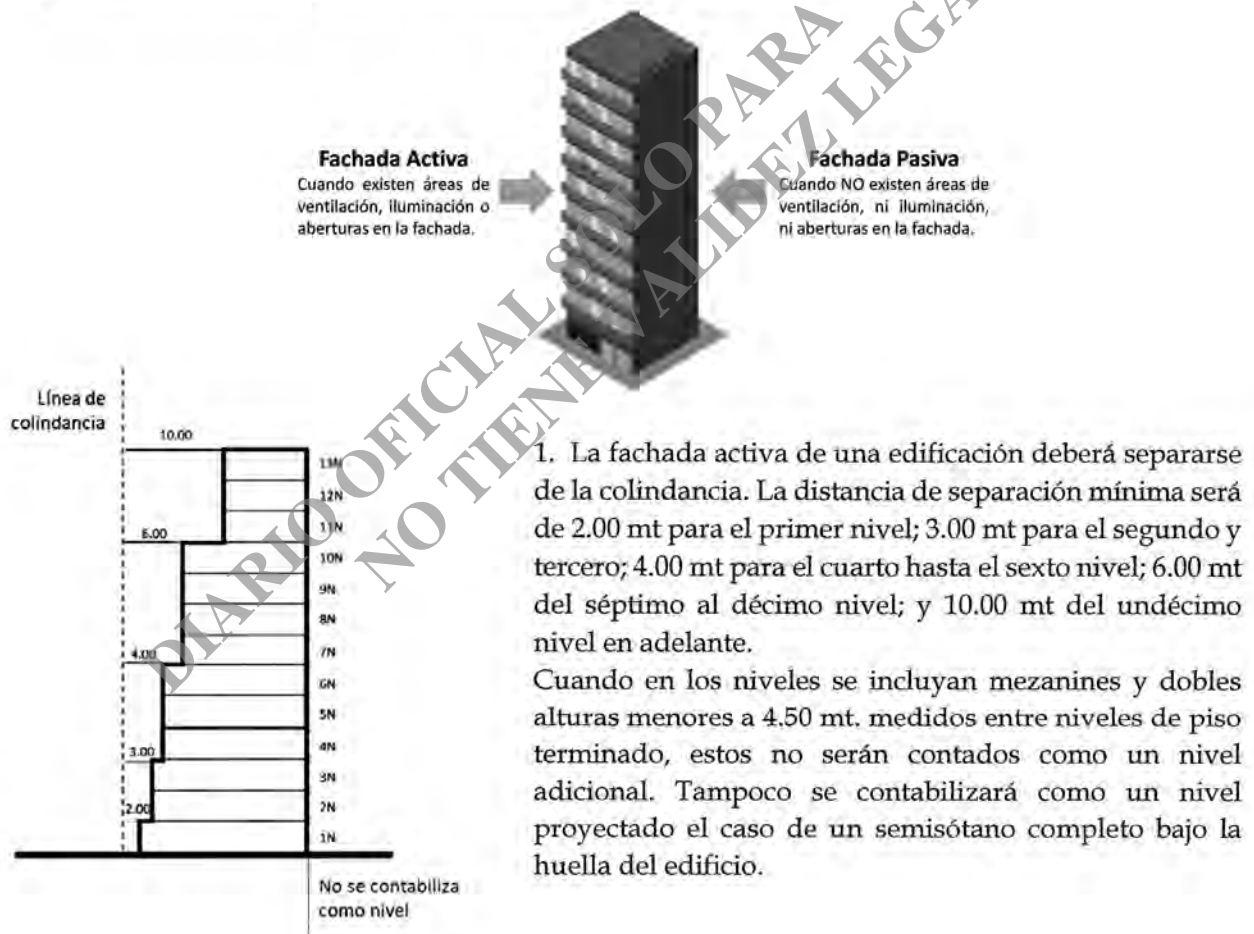 DIARIO OFICIAL SOLO PARA
NO TIENE VALIDEZ LEGAL
Fachada Activa
Cuando existen áreas de
ventilación, iluminación o
aberturas en la fachada.
Fachada Pasiva
Cuando NO existen áreas de
ventilación, ni iluminación,
ni aberturas en la fachada.
Línea de
colindancia
10.00
13N
12N
11N
6.00
10N
9N
8N
7N
4.00
6N
5N
4N
3.00
3N
2N
2.00
1N
No se contabiliza
como nivel
1. La fachada activa de una edificación deberá separarse
de la colindancia. La distancia de separación mínima será
de 2.00 mt para el primer nivel; 3.00 mt para el segundo y
tercero; 4.00 mt para el cuarto hasta el sexto nivel; 6.00 mt
del séptimo al décimo nivel; y 10.00 mt del undécimo
nivel en adelante.
Cuando en los niveles se incluyan mezanines y dobles
alturas menores a 4.50 mt. medidos entre niveles de piso
terminado, estos no serán contados como un nivel
adicional. Tampoco se contabilizará como un nivel
proyectado el caso de un semisótano completo bajo la
huella del edificio.